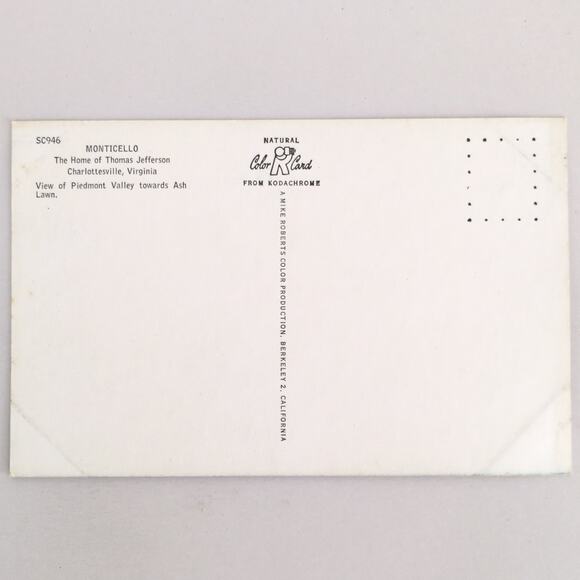 SC946
MONTICELLO
The Home of Thomas Jefferson
Charlottesville, Virginia
View of Piedmont Valley towards Ash
Lawn.
NATURAL
Color Card
FROM KODACHROME
A MIKE ROBERTS COLOR PRODUCTION, BERKELEY 2, CALIFORNIA